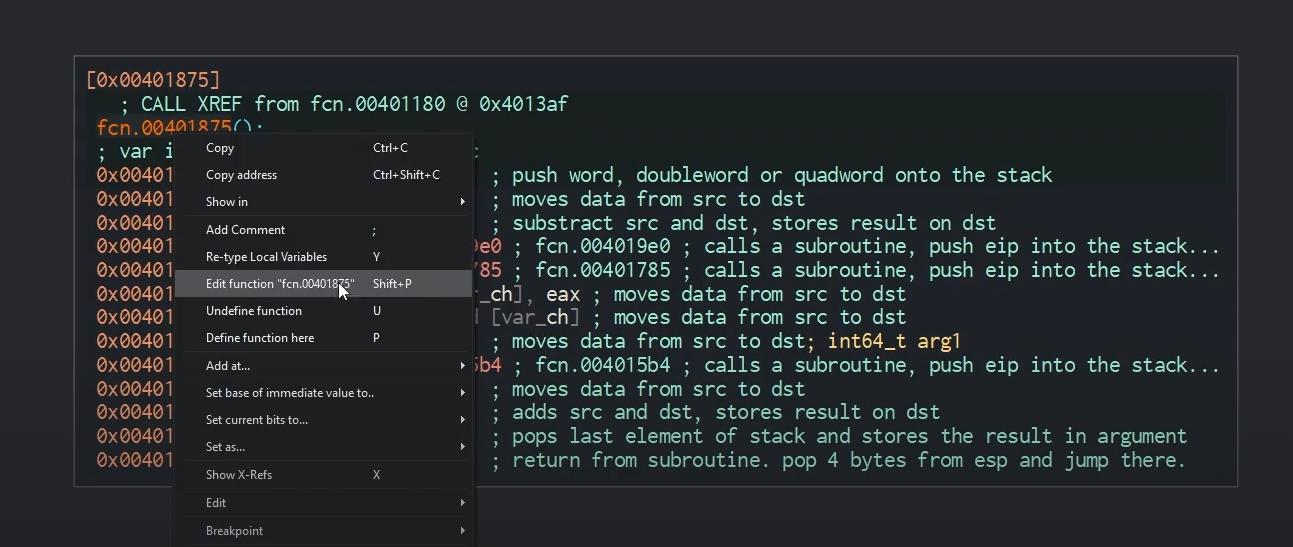 [0x00401875]
; CALL XREF from fcn.00401180 @ 0x4013af
fcn.00401875();
; var i
Copy Ctrl+C
Copy address Ctrl+Shift+C
Show in
Add Comment ;
Re-type Local Variables Y
Edit function "fcn.00401875" Shift+P
Undefine function U
Define function here P
Add at...
Set base of immediate value to..
Set current bits to...
Set as...
Show X-Refs X
Edit
Breakpoint
0x00401 ; push word, doubleword or quadword onto the stack
0x00401 ; moves data from src to dst
0x00401 ; substract src and dst, stores result on dst
0x00401 9e0 ; fcn.004019e0 ; calls a subroutine, push eip into the stack...
0x00401 785 ; fcn.00401785 ; calls a subroutine, push eip into the stack...
0x00401 _ch], eax ; moves data from src to dst
0x00401 [var_ch] ; moves data from src to dst
0x00401 ; moves data from src to dst; int64_t arg1
0x00401 5b4 ; fcn.004015b4 ; calls a subroutine, push eip into the stack...
0x00401 ; moves data from src to dst
0x00401 ; adds src and dst, stores result on dst
0x00401 ; pops last element of stack and stores the result in argument
0x00401 ; return from subroutine. pop 4 bytes from esp and jump there.